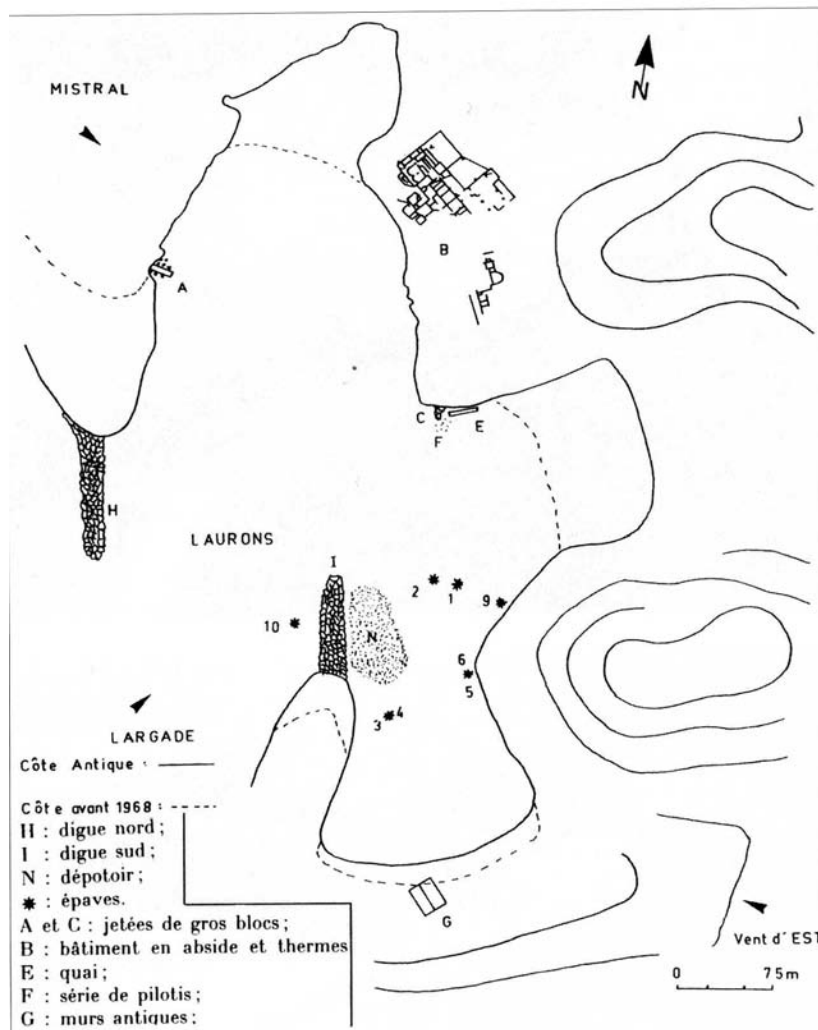 MISTRAL
N
B
A
C
E
F
H
LAURONS
I
2
1
9
10
N
6
5
3 4
LARGADE
Côte Antique :
Côte avant 1968 :
H : digue nord ;
I : digue sud ;
N : dépotoir ;
✷ : épaves.
A et C : jetées de gros blocs ;
B : bâtiment en abside et thermes
E : quai ;
F : série de pilotis ;
G : murs antiques ;
G
Vent d'EST
0 75m